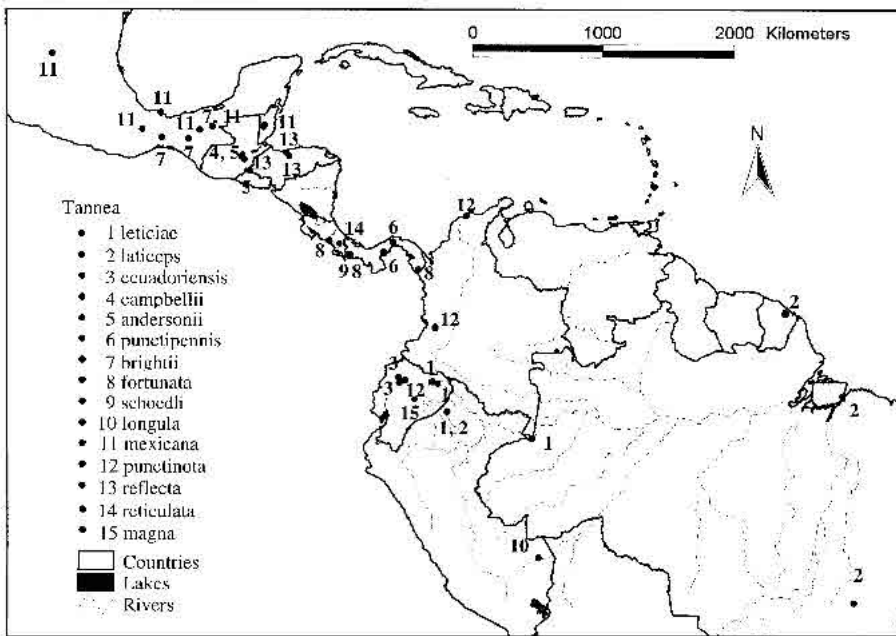 0 1000 2000 Kilometers
11
11
11
11
7
11
11
7
7
4, 5
13
13
13
5
N
12
14
6
8
9
8
6
8
12
2
3
3
12
1
1
15
1, 2
1
2
10
2
Tannea
1 leticiae
2 laticeps
3 ecuadoriensis
4 campbellii
5 andersonii
6 punctipennis
7 brightii
8 fortunata
9 schoedli
10 longula
11 mexicana
12 punctinota
13 reflecta
14 reticulata
15 magna
Countries
Lakes
Rivers